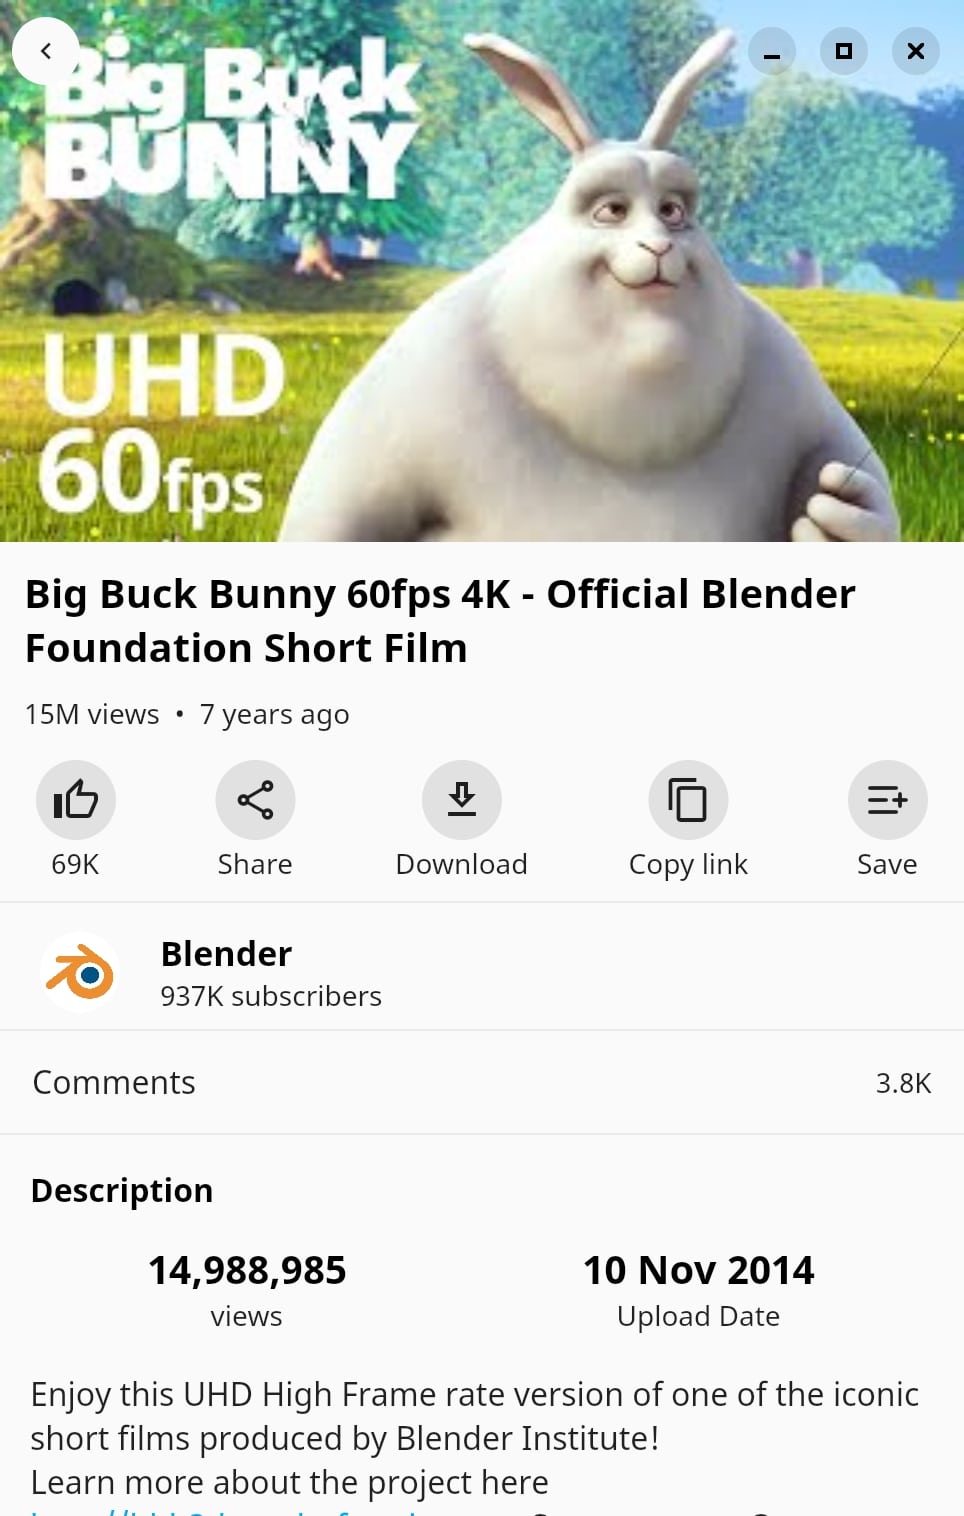 Big Buck
BUNNY
UHD
60fps
Big Buck Bunny 60fps 4K - Official Blender
Foundation Short Film
15M views • 7 years ago
69K
Share
Download
Copy link
Save
Blender
937K subscribers
Comments
3.8K
Description
14,988,985
views
10 Nov 2014
Upload Date
Enjoy this UHD High Frame rate version of one of the iconic
short films produced by Blender Institute!
Learn more about the project here